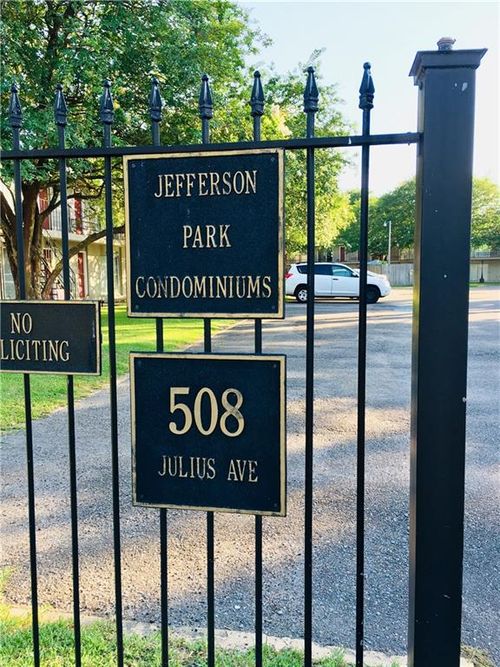 JEFFERSON
PARK
CONDOMINIUMS
NO
LICITING
508
JULIUS AVE